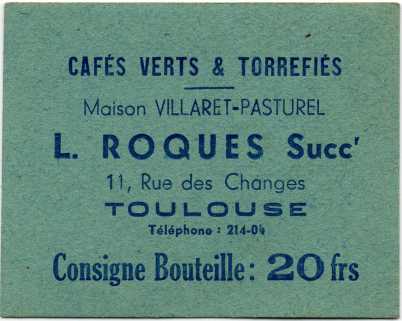 CAFÉS VERTS & TORREFIÉS
Maison VILLARET-PASTUREL
L. ROQUES Succ'
11, Rue des Changes
TOULOUSE
Téléphone : 214-04
Consigne Bouteille : 20 frs